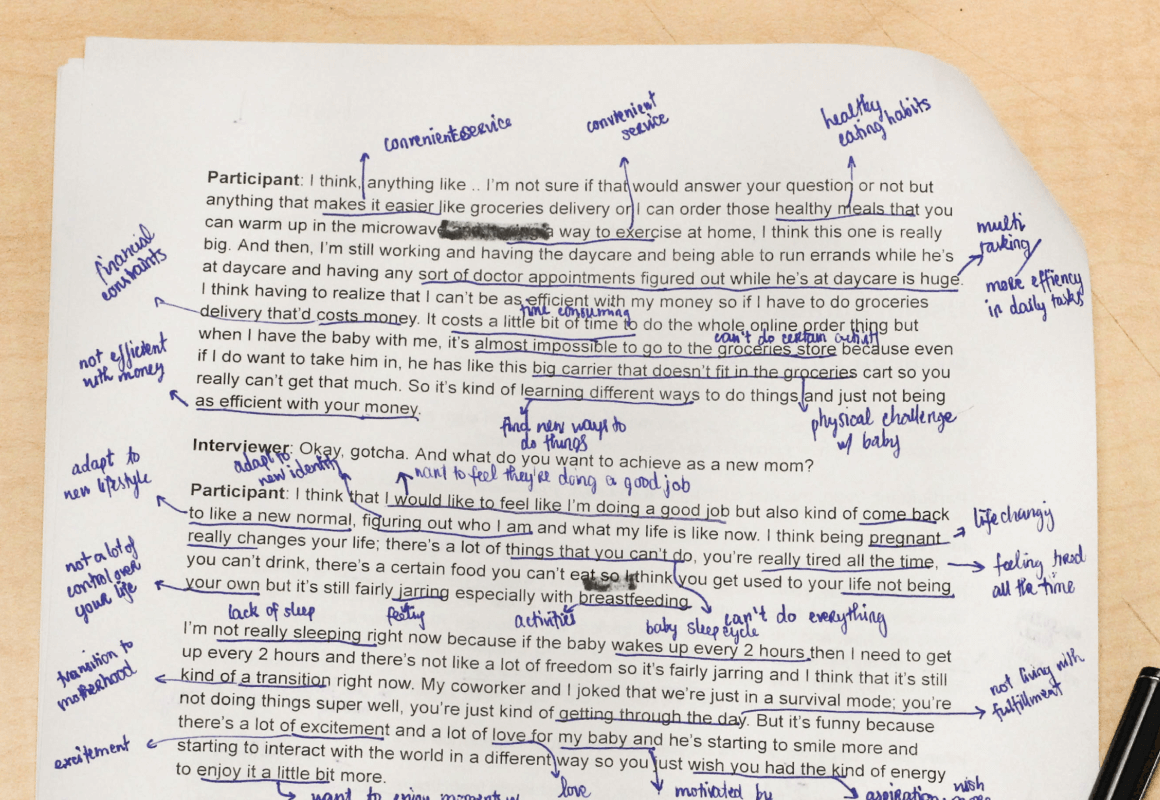 convenient service
convenient
service
healthy
eating habits
Participant: I think, anything like .. I'm not sure if that would answer your question or not but
anything that makes it easier like groceries delivery or I can order those healthy meals that you
can warm up in the microwave a way to exercise at home, I think this one is really
big. And then, I'm still working and having the daycare and being able to run errands while he's
at daycare and having any sort of doctor appointments figured out while he's at daycare is huge.
I think having to realize that I can't be as efficient with my money so if I have to do groceries
delivery that'd costs money. It costs a little bit of time to do the whole online order thing but
when I have the baby with me, it's almost impossible to go to the groceries store because even
if I do want to take him in, he has like this big carrier that doesn't fit in the groceries cart so you
really can't get that much. So it's kind of learning different ways to do things and just not being
as efficient with your money.
multi
tasking
more effiency
in daily tasks
financial
constraints
time consuming
can't do certain
not efficient
with money
find new ways to
do things
physical challenge
w/ baby
Interviewer: Okay, gotcha. And what do you want to achieve as a new mom?
adapt to
new identity
want to feel they're doing a good job
adapt to
new lifestyle
Participant: I think that I would like to feel like I'm doing a good job but also kind of come back
to like a new normal, figuring out who I am and what my life is like now. I think being pregnant
really changes your life; there's a lot of things that you can't do, you're really tired all the time,
you can't drink, there's a certain food you can't eat so I think you get used to your life not being
your own but it's still fairly jarring especially with breastfeeding.
life changy
feeling tired
all the time
not a lot of
control over
your life
lack of sleep
feeling
activities
baby sleep cycle
can't do everything
I'm not really sleeping right now because if the baby wakes up every 2 hours then I need to get
up every 2 hours and there's not like a lot of freedom so it's fairly jarring and I think that it's still
kind of a transition right now. My coworker and I joked that we're just in a survival mode; you're
not doing things super well, you're just kind of getting through the day. But it's funny because
there's a lot of excitement and a lot of love for my baby and he's starting to smile more and
starting to interact with the world in a different way so you just wish you had the kind of energy
to enjoy it a little bit more.
transition to
motherhood
not living with
fulfillment
excitement
want to enjoy moments
love
motivated by
aspiration
wish